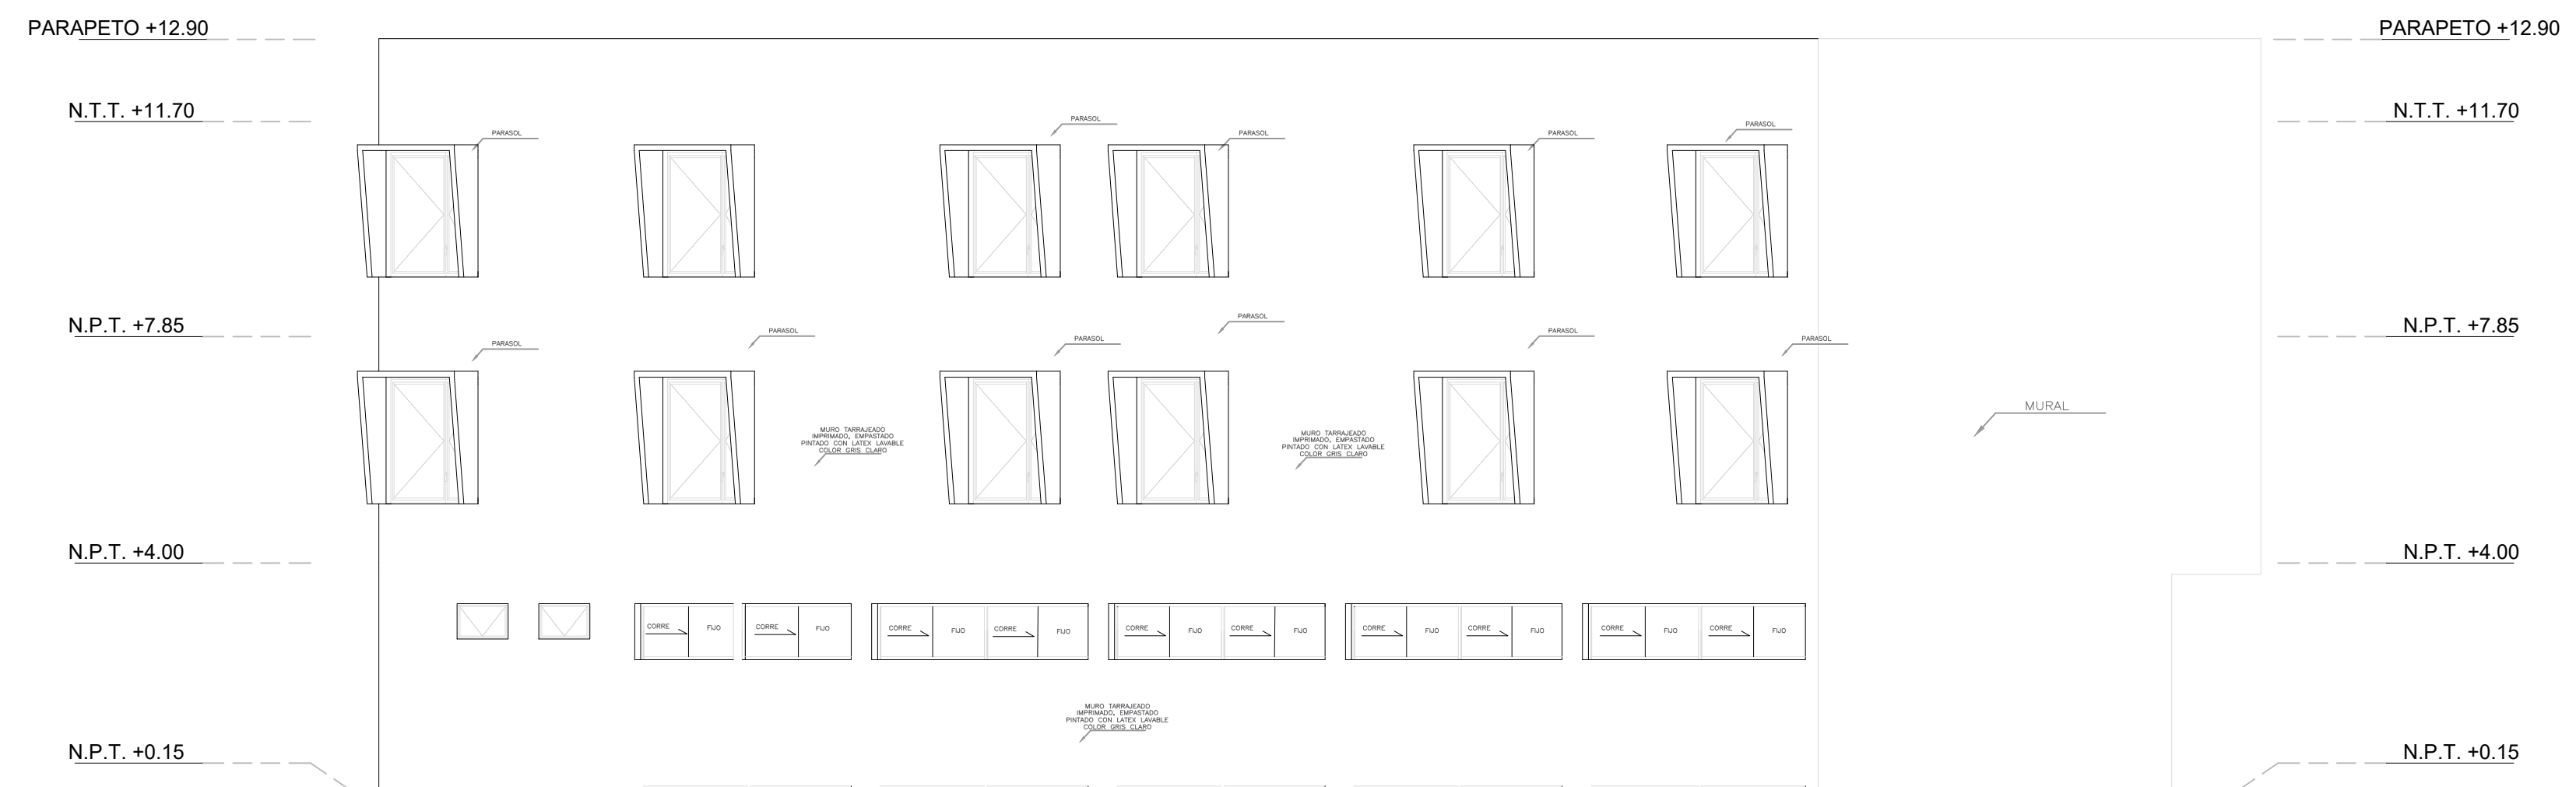 PARAPETO +12.90
PARAPETO +12.90
N.T.T. +11.70
N.T.T. +11.70
PARASOL
PARASOL
PARASOL
PARASOL
PARASOL
N.P.T. +7.85
N.P.T. +7.85
PARASOL
PARASOL
PARASOL
PARASOL
PARASOL
PARASOL
MURAL
MURO TARRAJEADO
IMPRIMADO, EMPASTADO
PINTADO CON LATEX LAVABLE
COLOR GRIS CLARO
MURO TARRAJEADO
IMPRIMADO, EMPASTADO
PINTADO CON LATEX LAVABLE
COLOR GRIS CLARO
N.P.T. +4.00
N.P.T. +4.00
CORRE FIJO CORRE FIJO CORRE FIJO CORRE FIJO CORRE FIJO CORRE FIJO CORRE FIJO CORRE FIJO CORRE FIJO CORRE FIJO
MURO TARRAJEADO
IMPRIMADO, EMPASTADO
PINTADO CON LATEX LAVABLE
COLOR GRIS CLARO
N.P.T. +0.15
N.P.T. +0.15